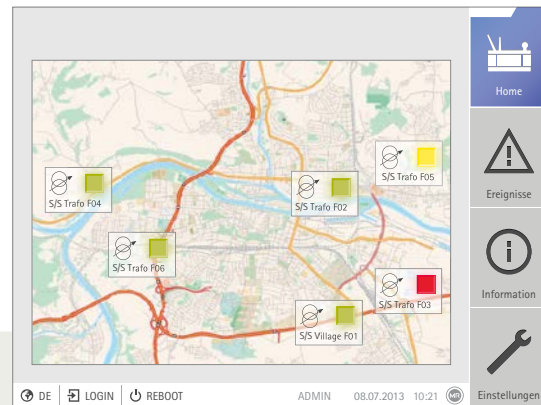 Home
S/S Trafo F05
S/S Trafo F04
S/S Trafo F02
Ereignisse
S/S Trafo F06
S/S Trafo F03
Information
S/S Village F01
DE LOGIN REBOOT ADMIN 08.07.2013 10:21 MR
Einstellungen